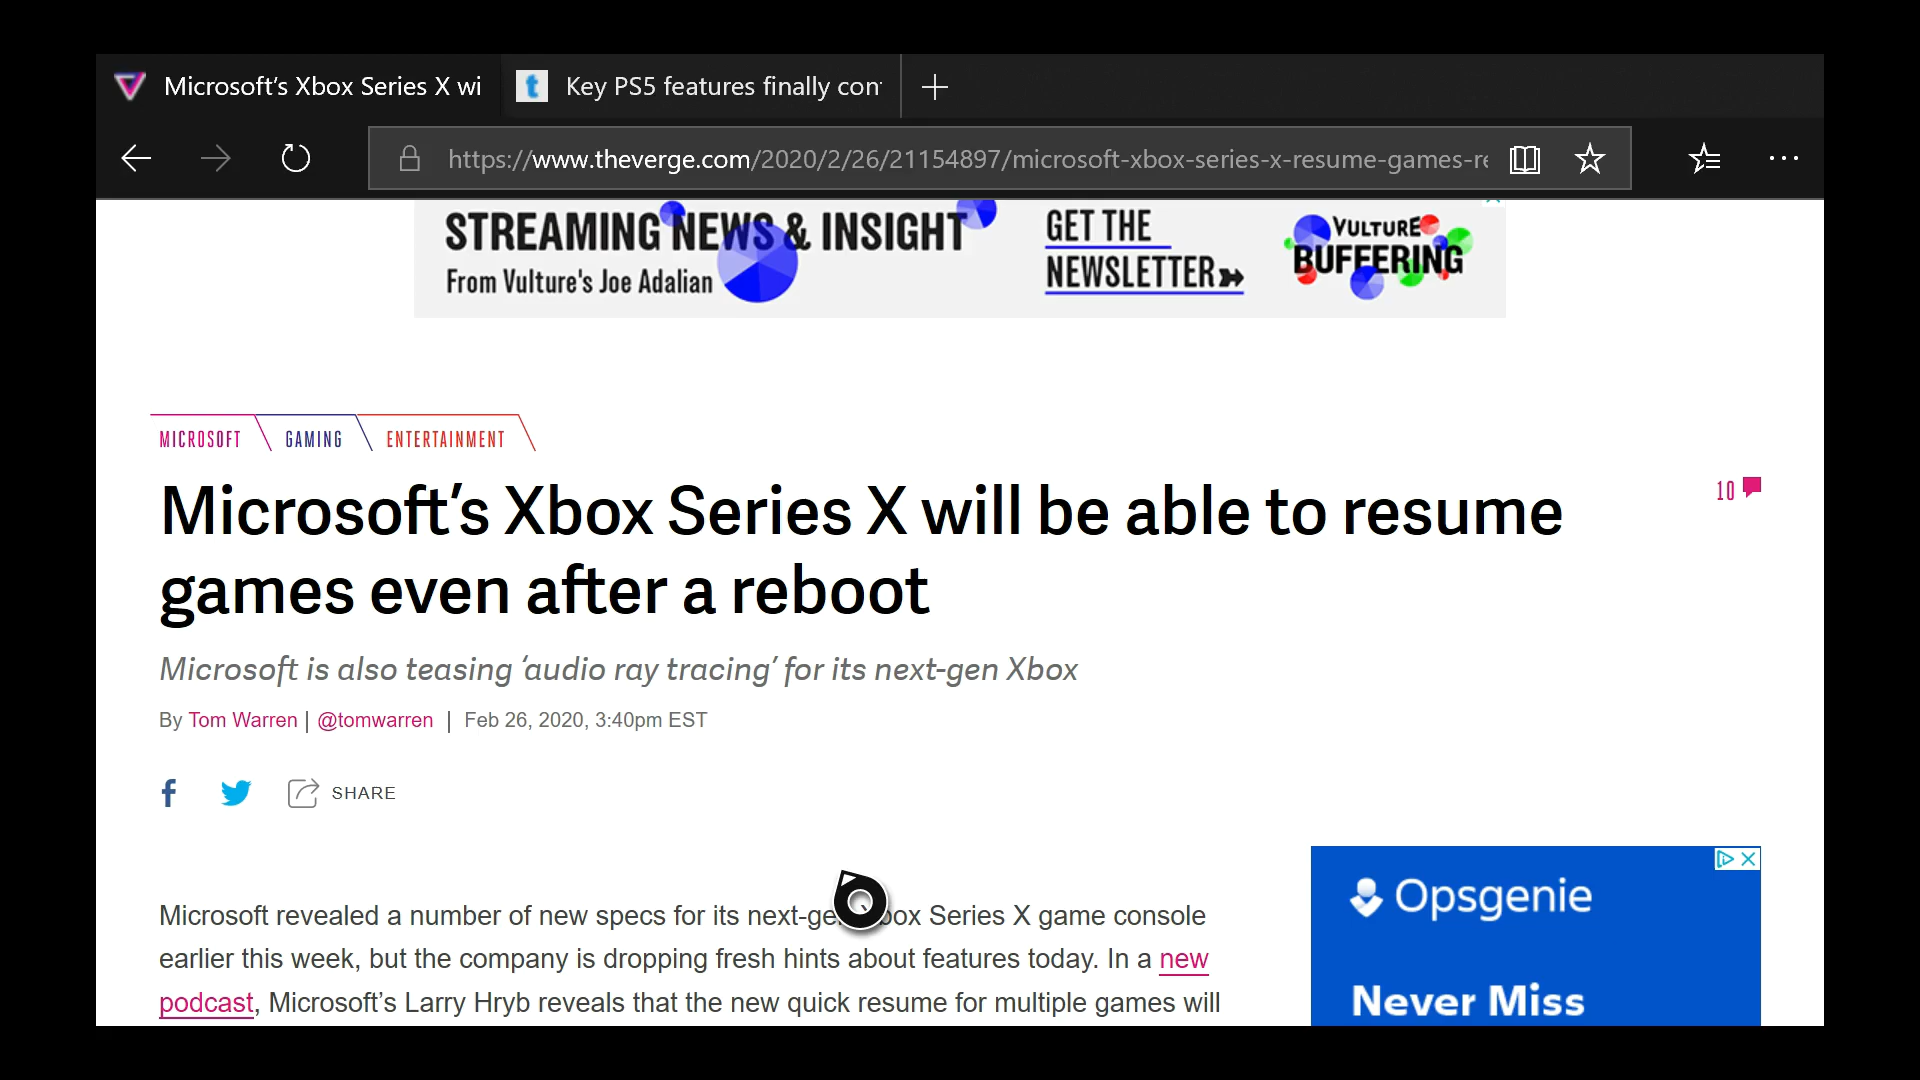 Microsoft's Xbox Series X wi
Key PS5 features finally con
https://www.theverge.com/2020/2/26/21154897/microsoft-xbox-series-x-resume-games-re
STREAMING NEWS & INSIGHT
From Vulture's Joe Adalian
GET THE
NEWSLETTER
VULTURE
BUFFERING
MICROSOFT
GAMING
ENTERTAINMENT
Microsoft's Xbox Series X will be able to resume
games even after a reboot
10
Microsoft is also teasing 'audio ray tracing' for its next-gen Xbox
By Tom Warren | @tomwarren | Feb 26, 2020, 3:40pm EST
SHARE
Microsoft revealed a number of new specs for its next-ge box Series X game console
earlier this week, but the company is dropping fresh hints about features today. In a new
podcast, Microsoft's Larry Hryb reveals that the new quick resume for multiple games will
Opsgenie
Never Miss